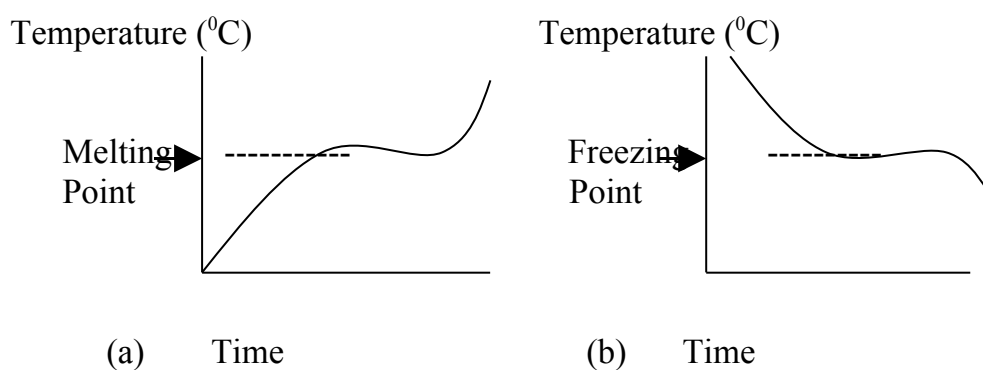 Temperature (⁰C)
Temperature (⁰C)
Melting
Point
Freezing
Point
(a) Time
(b) Time